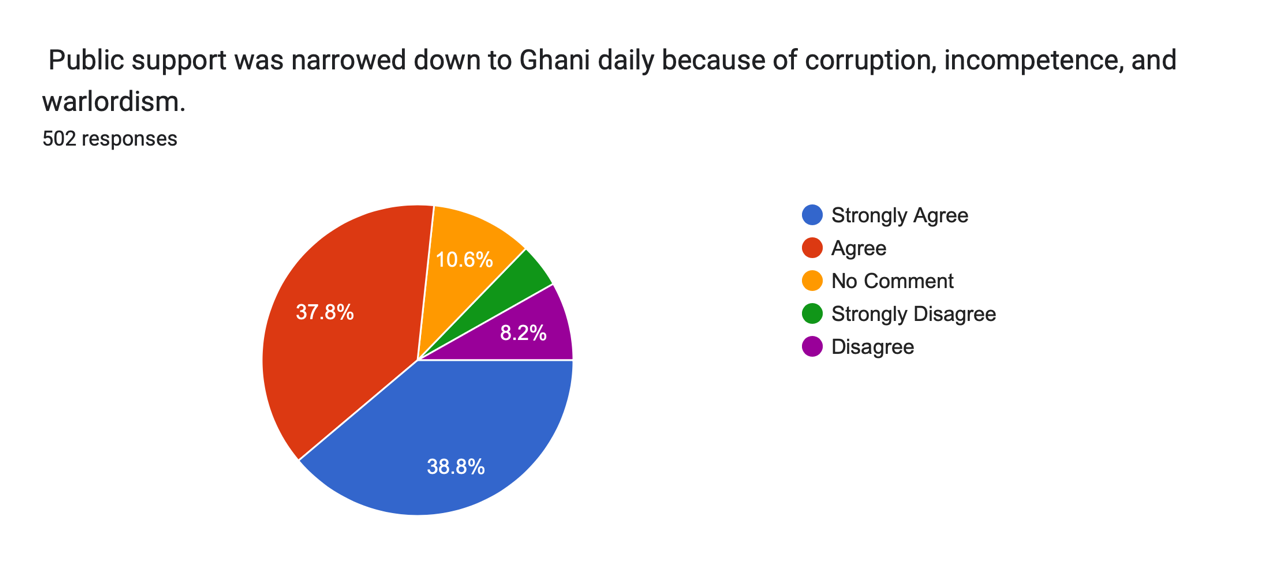 Public support was narrowed down to Ghani daily because of corruption, incompetence, and
warlordism.
502 responses
10.6%
37.8%
8.2%
38.8%
Strongly Agree
Agree
No Comment
Strongly Disagree
Disagree